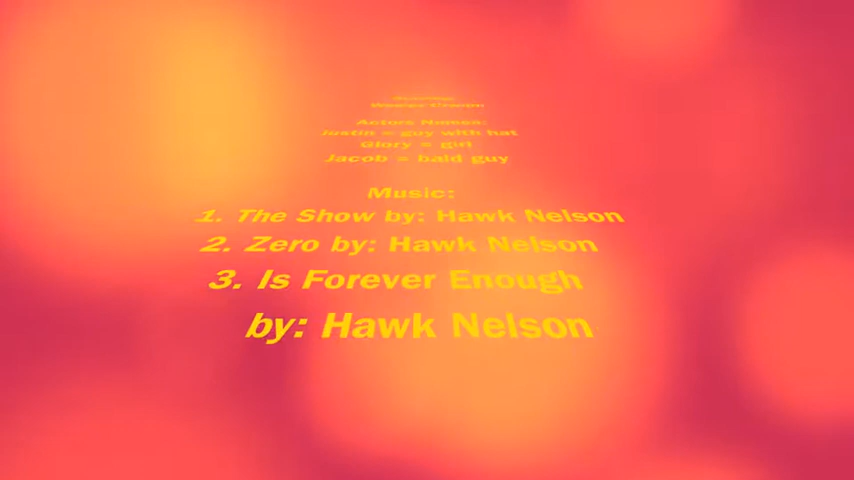 Actors Names:
Justin = guy with hat
Glory = girl
Jacob = bald guy
Music:
1. The Show by: Hawk Nelson
2. Zero by: Hawk Nelson
3. Is Forever Enough
by: Hawk Nelson